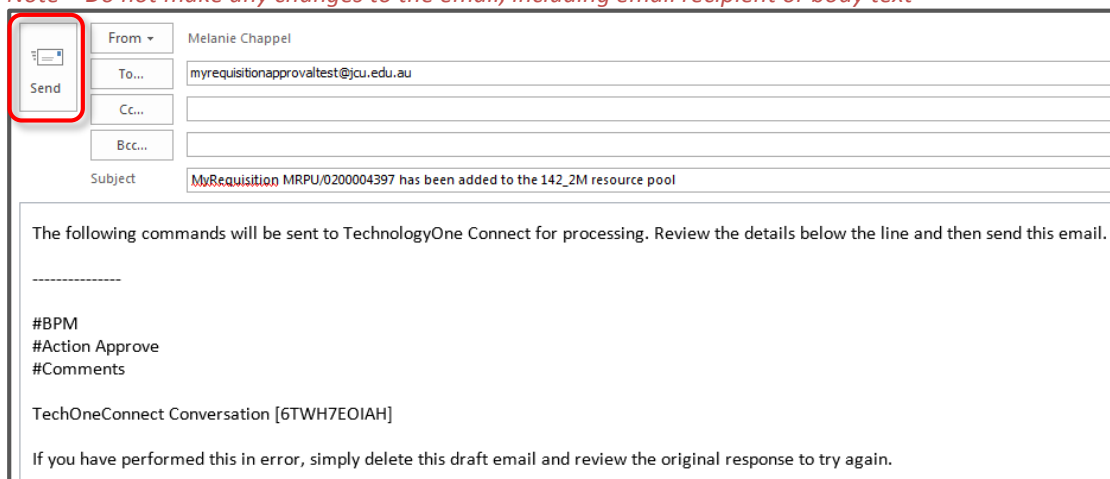 Note – Do not make any changes to the email, including email recipient or body text
From
Melanie Chappel
Send
To...
myrequisitionapprovaltest@jcu.edu.au
Cc...
Bcc...
Subject
MyRequisition MRPU/0200004397 has been added to the 142_2M resource pool
The following commands will be sent to TechnologyOne Connect for processing. Review the details below the line and then send this email.
---------------
#BPM
#Action Approve
#Comments
TechOneConnect Conversation [6TWH7EOIAH]
If you have performed this in error, simply delete this draft email and review the original response to try again.